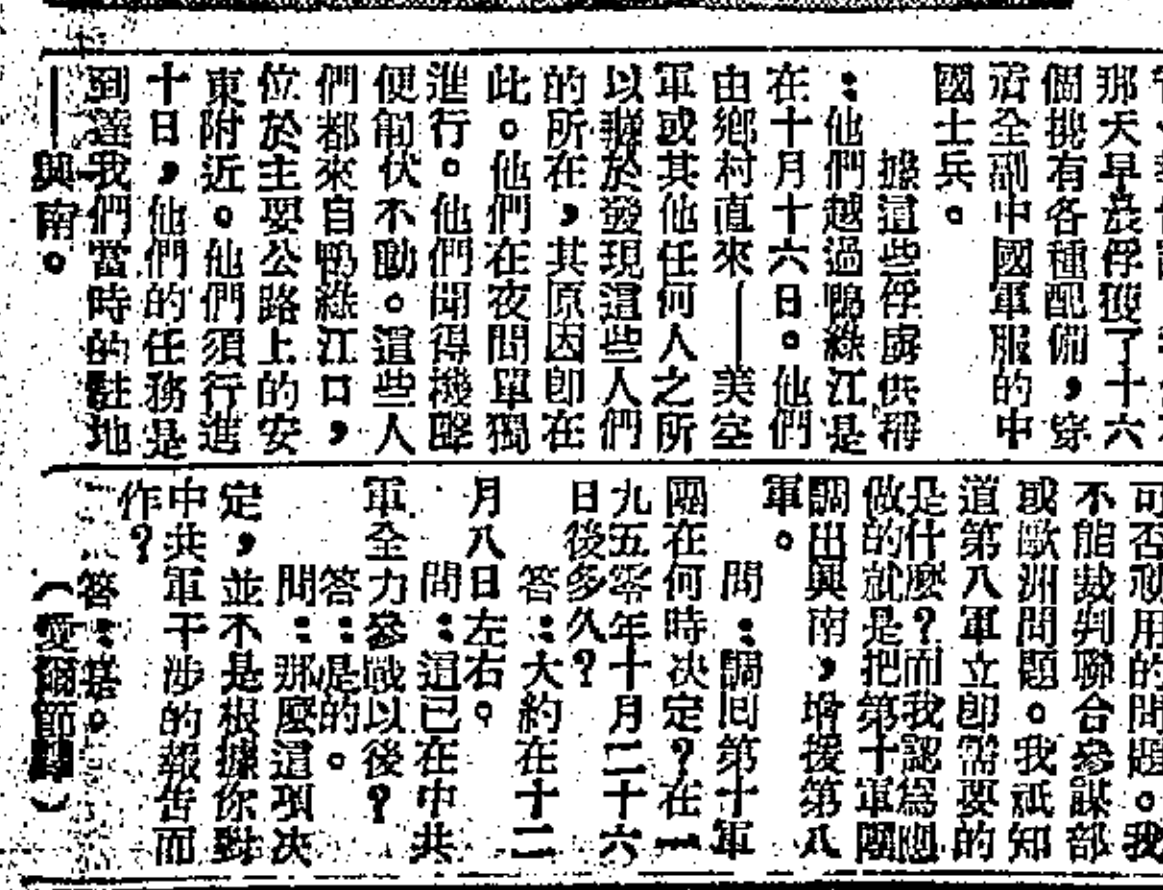 那天早晨俘獲了十六
個携有各種配備，穿
齊全副中國軍服的中
國士兵。
據這些俘虜供稱
：他們越過鴨綠江是
在十月十六日。他們
由鄉村直來——美空
軍或其他任何人之所
以難於發現這些人們
的所在，其原因即在
此。他們在夜間單獨
進行。他們聞得機聲
便匍伏不動。這些人
們都來自鴨綠江口，
位於主要公路上的安
東附近。他們須行進
十日，他們的任務是
到達我們當時的駐地
——興南。
可否動用的問題。我
不能裁判聯合參謀部
或歐洲問題。我祇知
道第八軍立即需要的
是什麼？而我認爲應
做的就是把第十軍團
調出興南，增援第八
軍。
問：調回第十軍
團在何時決定？在一
九五零年十月二十六
日後多久？
答：大約在十二
月八日左右。
問：這已在中共
軍全力參戰以後？
答：是的。
問：那麼這項決
定，並不是根據你對
中共軍干涉的報告而
作？
答：是。
（愛爾節譯）